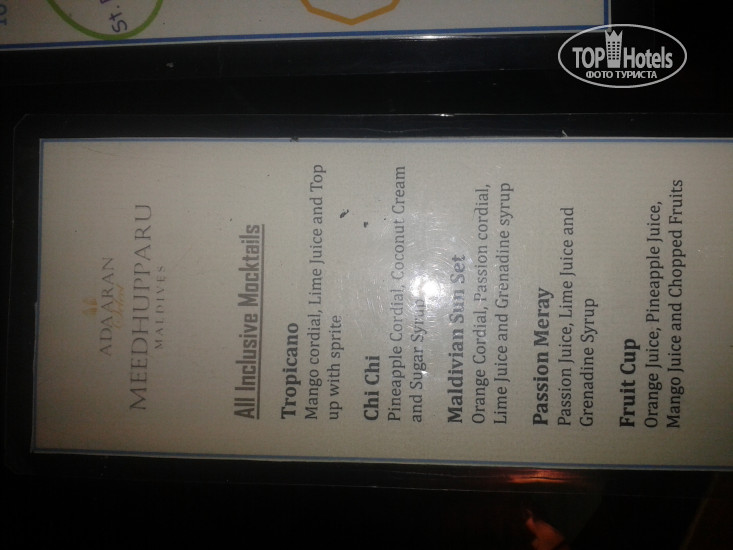 TOP Hotels
ФОТО ТУРИСТА
ADAARAN
MEEDHUPPARU
MALDIVES
All Inclusive Mocktails
Tropicano
Mango cordial, Lime Juice and Top
up with sprite
Chi Chi
Pineapple Cordial, Coconut Cream
and Sugar Syrup
Maldivian Sun Set
Orange Cordial, Passion cordial,
Lime Juice and Grenadine syrup
Passion Meray
Passion Juice, Lime Juice and
Grenadine Syrup
Fruit Cup
Orange Juice, Pineapple Juice,
Mango Juice and Chopped Fruits